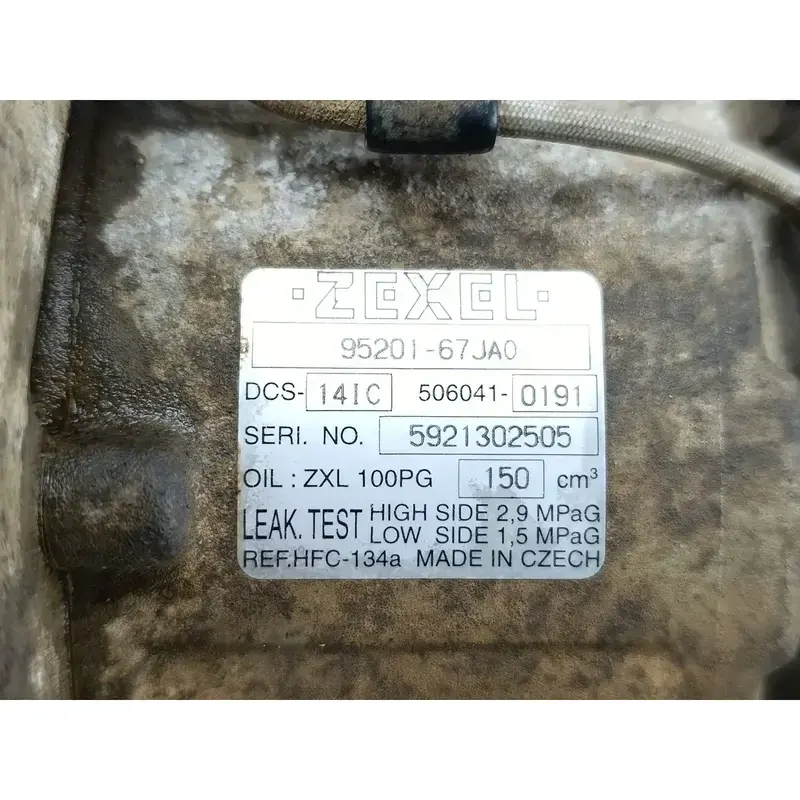 ·ZEXEL·
95201-67JA0
DCS-14IC 506041-0191
SERI. NO. 5921302505
OIL : ZXL 100PG 150 cm³
LEAK. TEST HIGH SIDE 2,9 MPaG
LOW SIDE 1,5 MPaG
REF.HFC-134a MADE IN CZECH